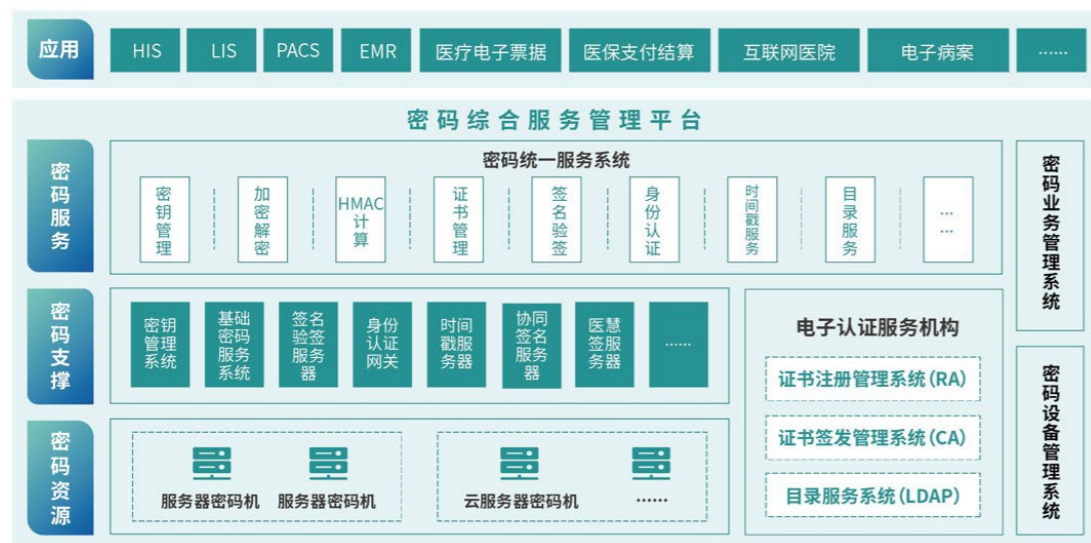 应用
HIS
LIS
PACS
EMR
医疗电子票据
医保支付结算
互联网医院
电子病案
······
密码综合服务管理平台
密码服务
密码统一服务系统
密钥管理
加密解密
HMAC
计算
证书管理
签名验签
身份认证
时间戳服务
目录服务
······
密码业务管理系统
密码支撑
密钥
管理
系统
基础
密码
服务
系统
签名
验签
服务
器
身份
认证
网关
时间
戳服
务器
协同
签名
服务
器
医慧
签服
务器
······
电子认证服务机构
证书注册管理系统(RA)
证书签发管理系统(CA)
目录服务系统(LDAP)
密码设备管理系统
密码资源
服务器密码机
服务器密码机
云服务器密码机
······